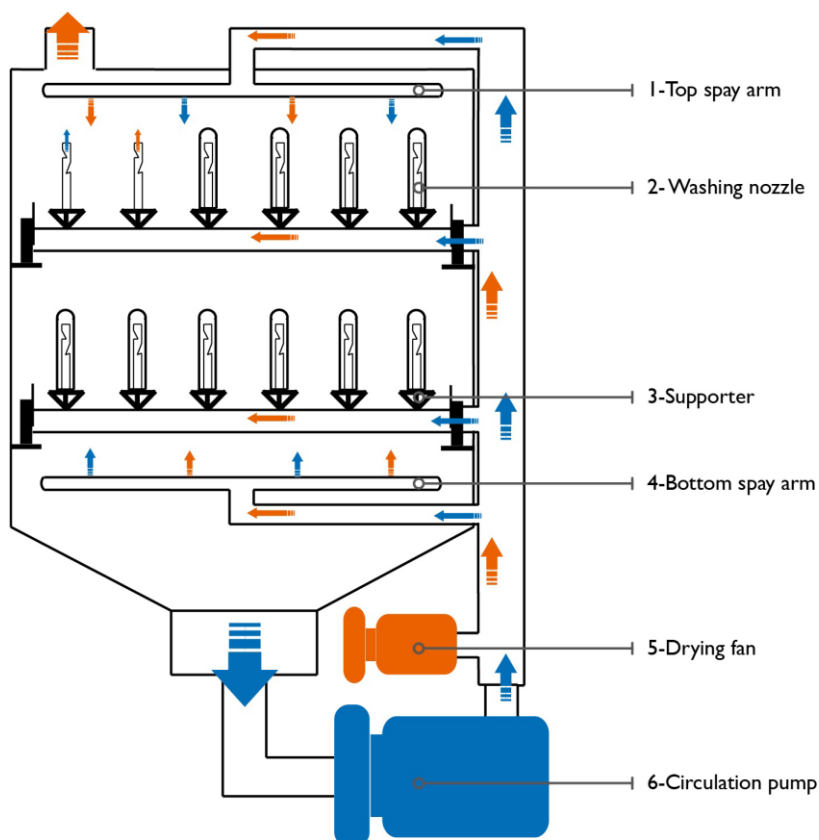 1-Top spay arm
2- Washing nozzle
3-Supporter
4-Bottom spay arm
5-Drying fan
6-Circulation pump